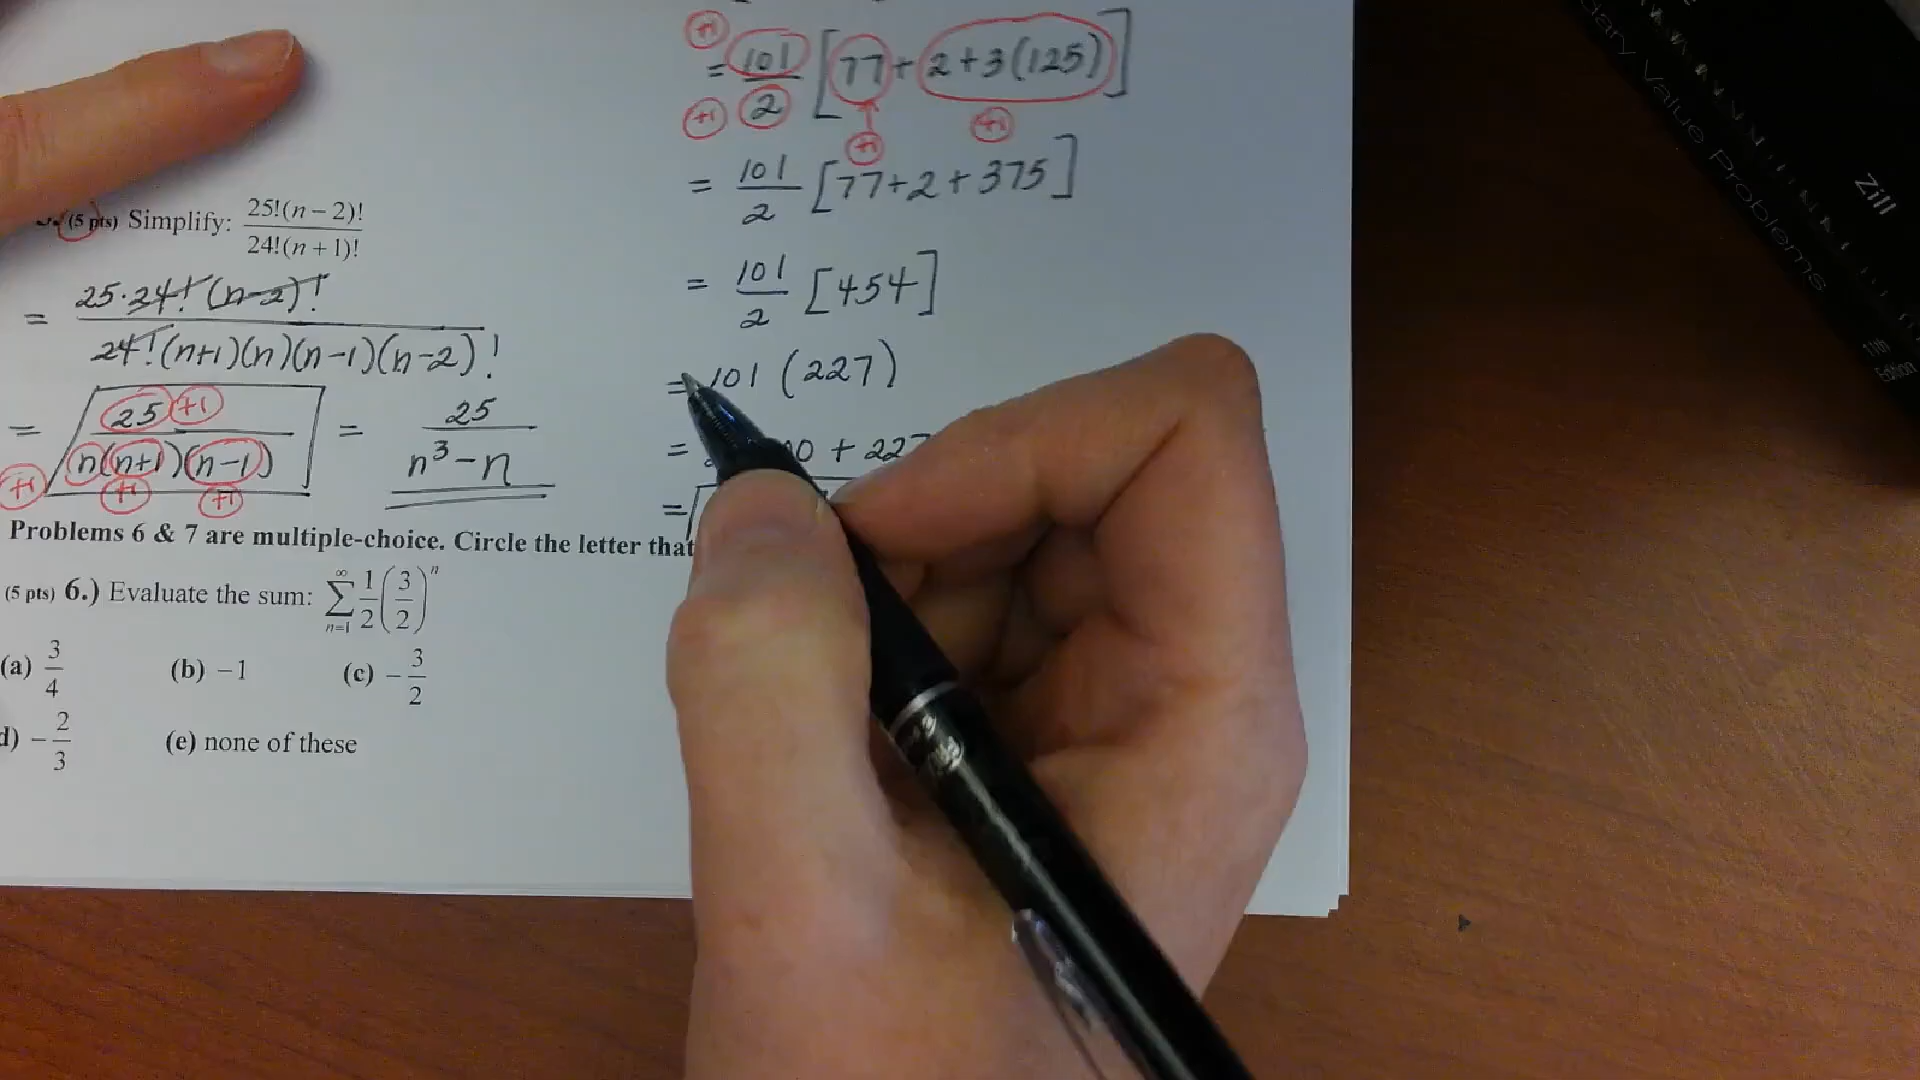 (5 pts) Simplify: 25!(n − 2)! / 24!(n + 1)!
= 25·24!(n-2)! / 24!(n+1)(n)(n-1)(n-2)!
= 25 / n(n+1)(n-1) = 25 / n³-n
+1
+1
+1
+1
Problems 6 & 7 are multiple-choice. Circle the letter that
(5 pts) 6.) Evaluate the sum: ∑ n=1 ∞ 1/2 (3/2)ⁿ
(a) 3/4 (b) −1 (c) − 3/2
d) − 2/3 (e) none of these
+1
= 101/2 [77 + 2+3(125)]
+1
+1
+1
= 101/2 [77+2+375]
= 101/2 [454]
= 101 (227)
= + 227
=
Zill
dary Value Problems
11th
Edition